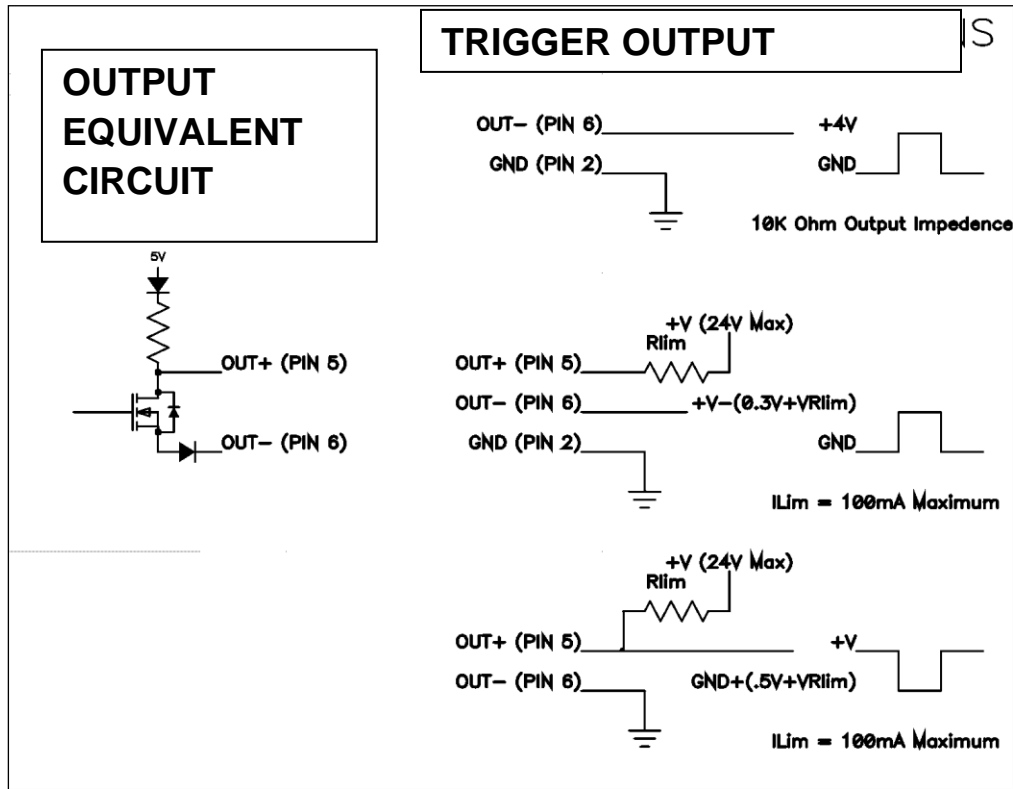 TRIGGER OUTPUT
OUTPUT
EQUIVALENT
CIRCUIT
5V
OUT+ (PIN 5)
OUT- (PIN 6)
OUT- (PIN 6)
+4V
GND (PIN 2)
GND
10K Ohm Output Impedence
+V (24V Max)
Rlim
OUT+ (PIN 5)
OUT- (PIN 6)
+V-(0.3V+VRlim)
GND (PIN 2)
GND
ILim = 100mA Maximum
+V (24V Max)
Rlim
OUT+ (PIN 5)
+V
OUT- (PIN 6)
GND+(.5V+VRlim)
ILim = 100mA Maximum